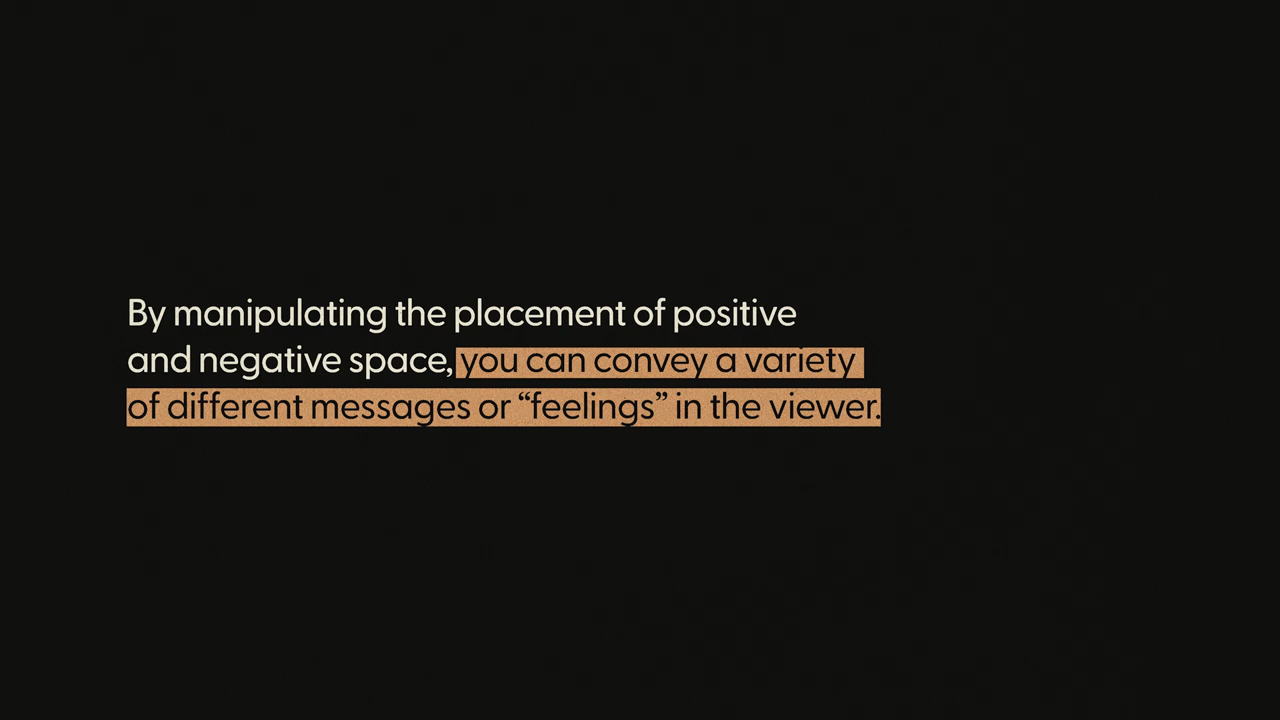 By manipulating the placement of positive
and negative space, you can convey a variety
of different messages or “feelings” in the viewer.